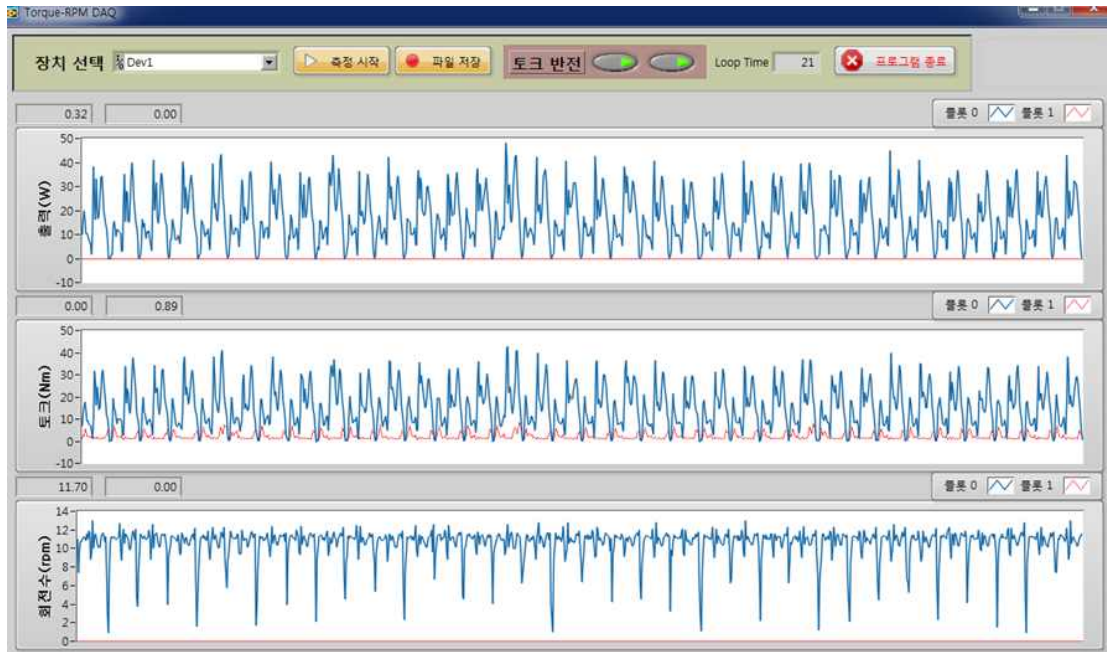 Torque-RPM DAQ
장치 선택 Dev1 측정 시작 파일 저장 토크 반전 Loop Time 21 프로그램 종료
0.32 0.00 플롯 0 플롯 1
출력(W)
50
40
30
20
10
0
-10
0.00 0.89 플롯 0 플롯 1
토크(Nm)
50
40
30
20
10
0
-10
11.70 0.00 플롯 0 플롯 1
회전수(rpm)
14
12
10
8
6
4
2
0